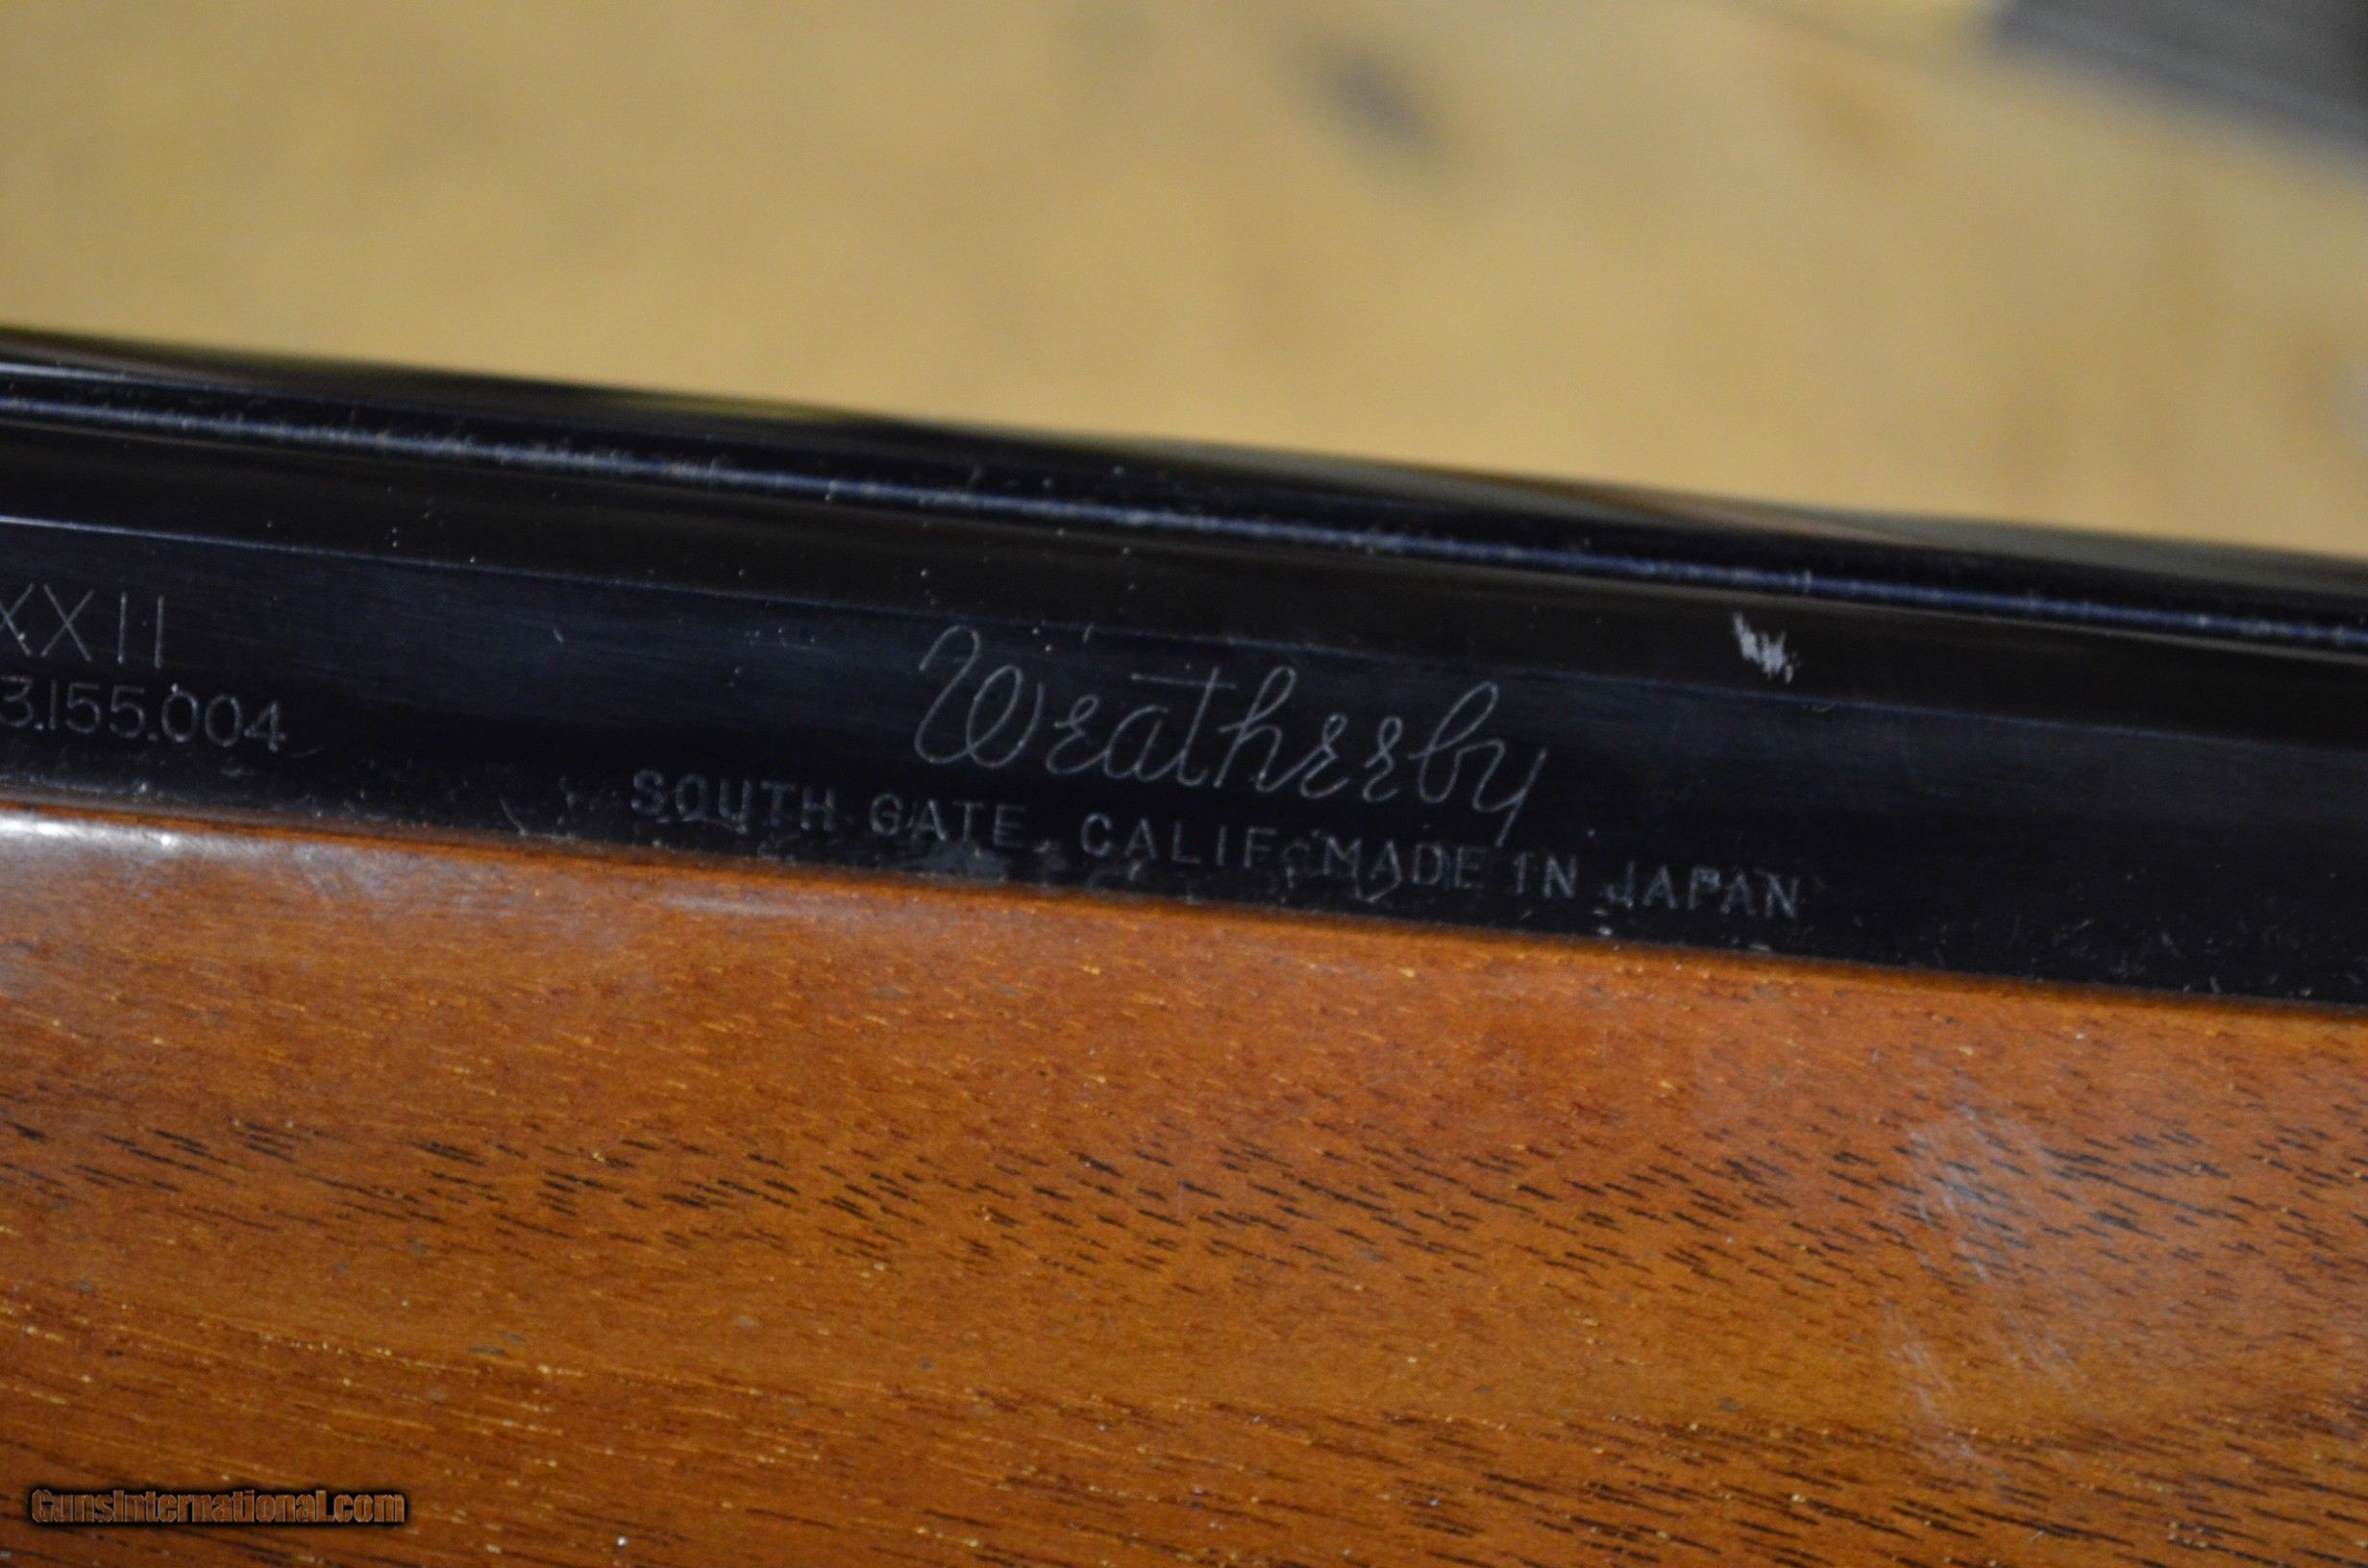 XXII
3,155,004
Weatherby
SOUTH GATE, CALIF. MADE IN JAPAN
GunsInternational.com